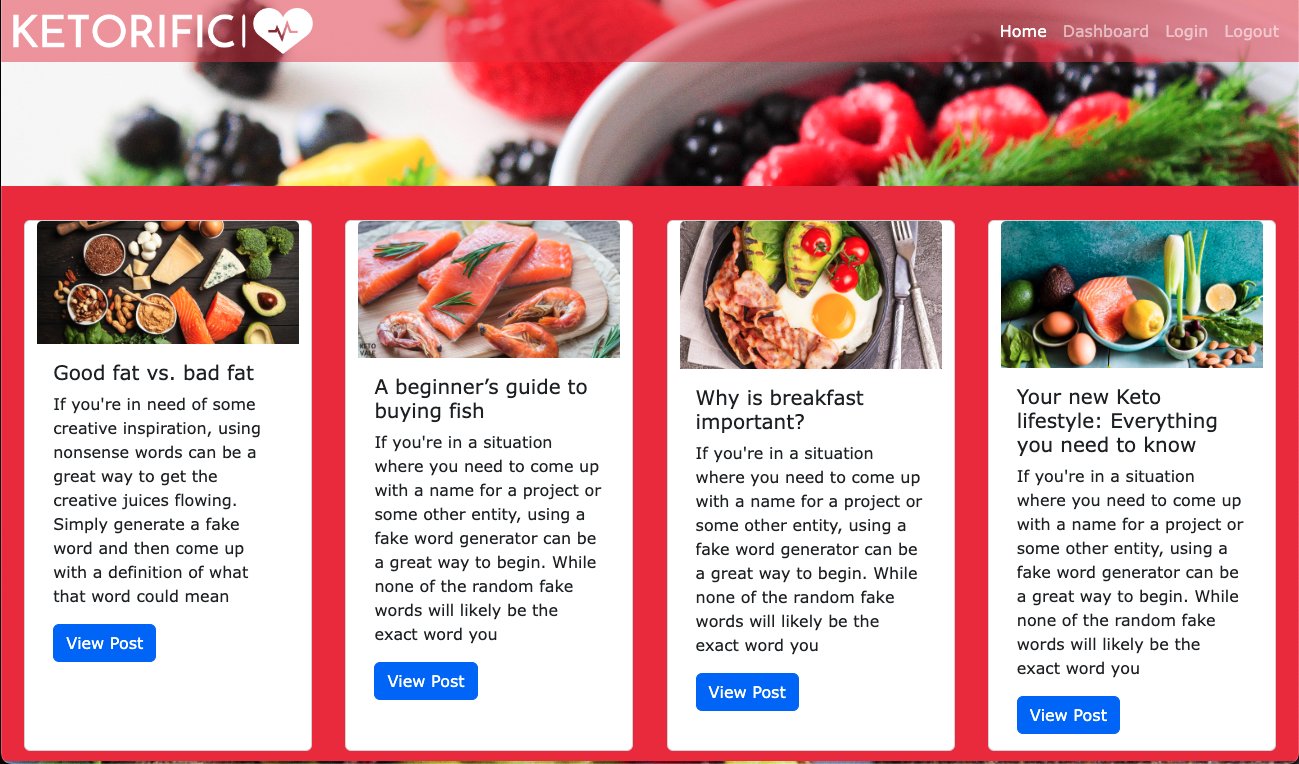 KETORIFIC
Home Dashboard Login Logout
Good fat vs. bad fat
If you're in need of some
creative inspiration, using
nonsense words can be a
great way to get the
creative juices flowing.
Simply generate a fake
word and then come up
with a definition of what
that word could mean
View Post
KETO
VALE
A beginner’s guide to
buying fish
If you're in a situation
where you need to come up
with a name for a project or
some other entity, using a
fake word generator can be
a great way to begin. While
none of the random fake
words will likely be the
exact word you
View Post
Why is breakfast
important?
If you're in a situation
where you need to come up
with a name for a project or
some other entity, using a
fake word generator can be
a great way to begin. While
none of the random fake
words will likely be the
exact word you
View Post
Your new Keto
lifestyle: Everything
you need to know
If you're in a situation
where you need to come up
with a name for a project or
some other entity, using a
fake word generator can be
a great way to begin. While
none of the random fake
words will likely be the
exact word you
View Post